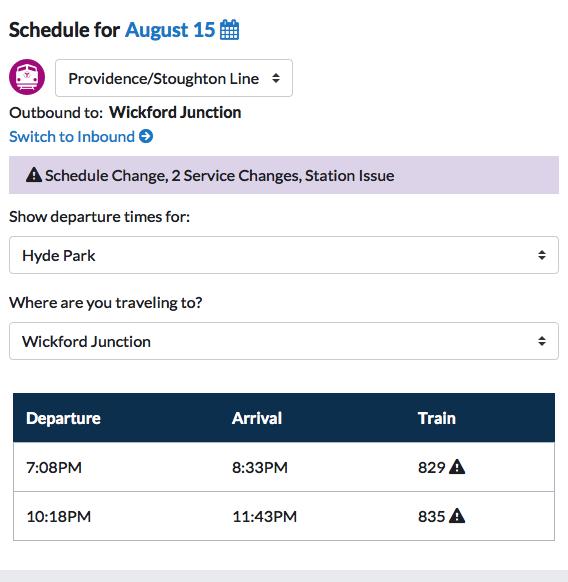 Schedule for August 15
Providence/Stoughton Line
Outbound to: Wickford Junction
Switch to Inbound
Schedule Change, 2 Service Changes, Station Issue
Show departure times for:
Hyde Park
Where are you traveling to?
Wickford Junction
Departure Arrival Train
7:08PM 8:33PM 829
10:18PM 11:43PM 835